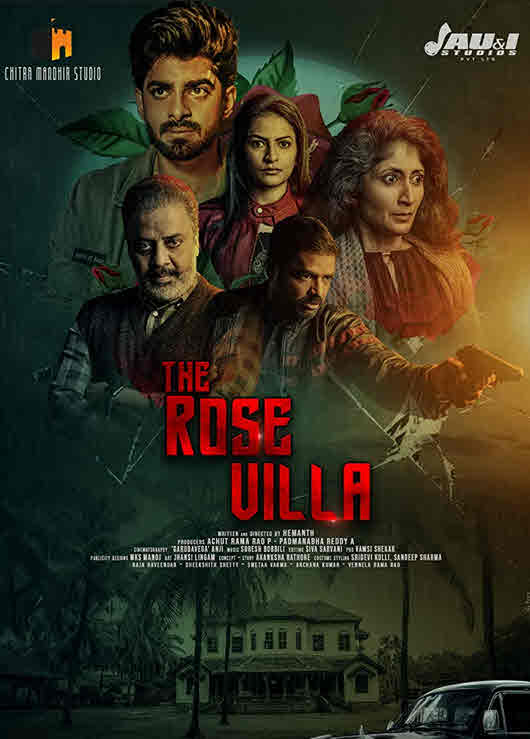 CHITRA MANDHIR STUDIO
JAU&I
STUDIOS
PVT LTD
THE
ROSE
VILLA
WRITTEN AND DIRECTED BY HEMANTH
PRODUCERS ACHUT RAMA RAO P - PADMANABHA REDDY A
CINEMATOGRAPHY 'GARUDAVEGA' ANJI MUSIC SURESH BOBBILI EDITING SIVA SARVANI PRO VAMSI SHEKAR
PUBLICITY DESIGNS MKS MANOJ ART JHANSI LINGAM CONCEPT - STORY AKANKSHA RATHORE COSTUME STYLING SRIDEVI KOLLI, SANDEEP SHARMA
RAJA RAVEENDAR - DHEEKSHITH SHETTY - SWETAA VARMA - ARCHANA KUMAR - VENNELA RAMA RAO